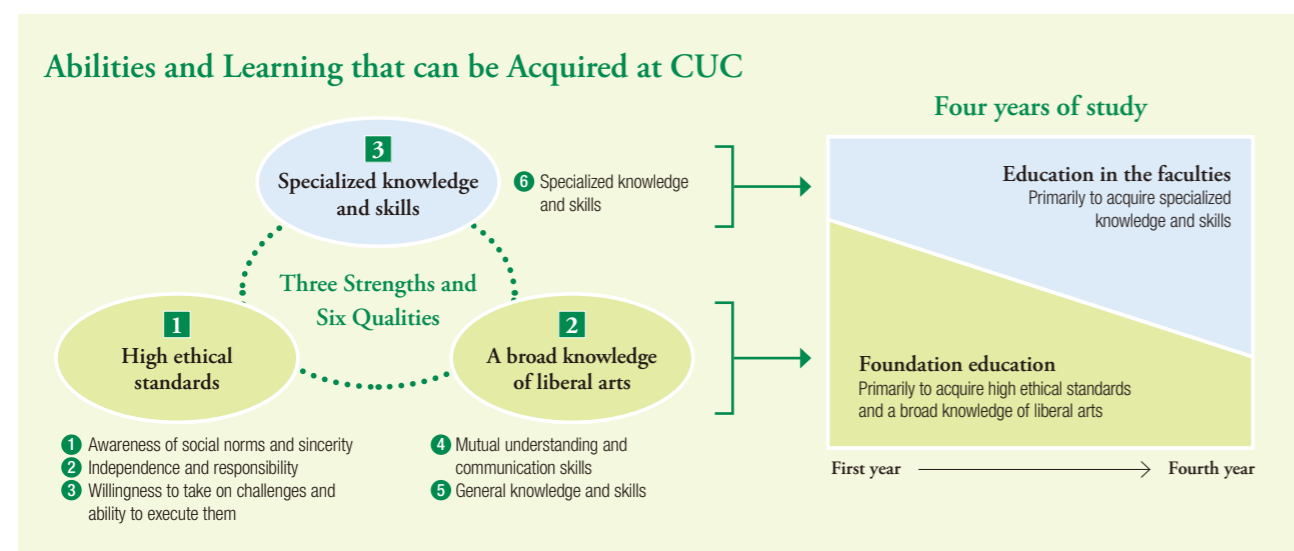 Abilities and Learning that can be Acquired at CUC
3
Specialized knowledge
and skills
6 Specialized knowledge
and skills
Three Strengths and
Six Qualities
1
High ethical
standards
2
A broad knowledge
of liberal arts
1 Awareness of social norms and sincerity
2 Independence and responsibility
3 Willingness to take on challenges and
ability to execute them
4 Mutual understanding and
communication skills
5 General knowledge and skills
Four years of study
Education in the faculties
Primarily to acquire specialized
knowledge and skills
Foundation education
Primarily to acquire high ethical standards
and a broad knowledge of liberal arts
First year
Fourth year